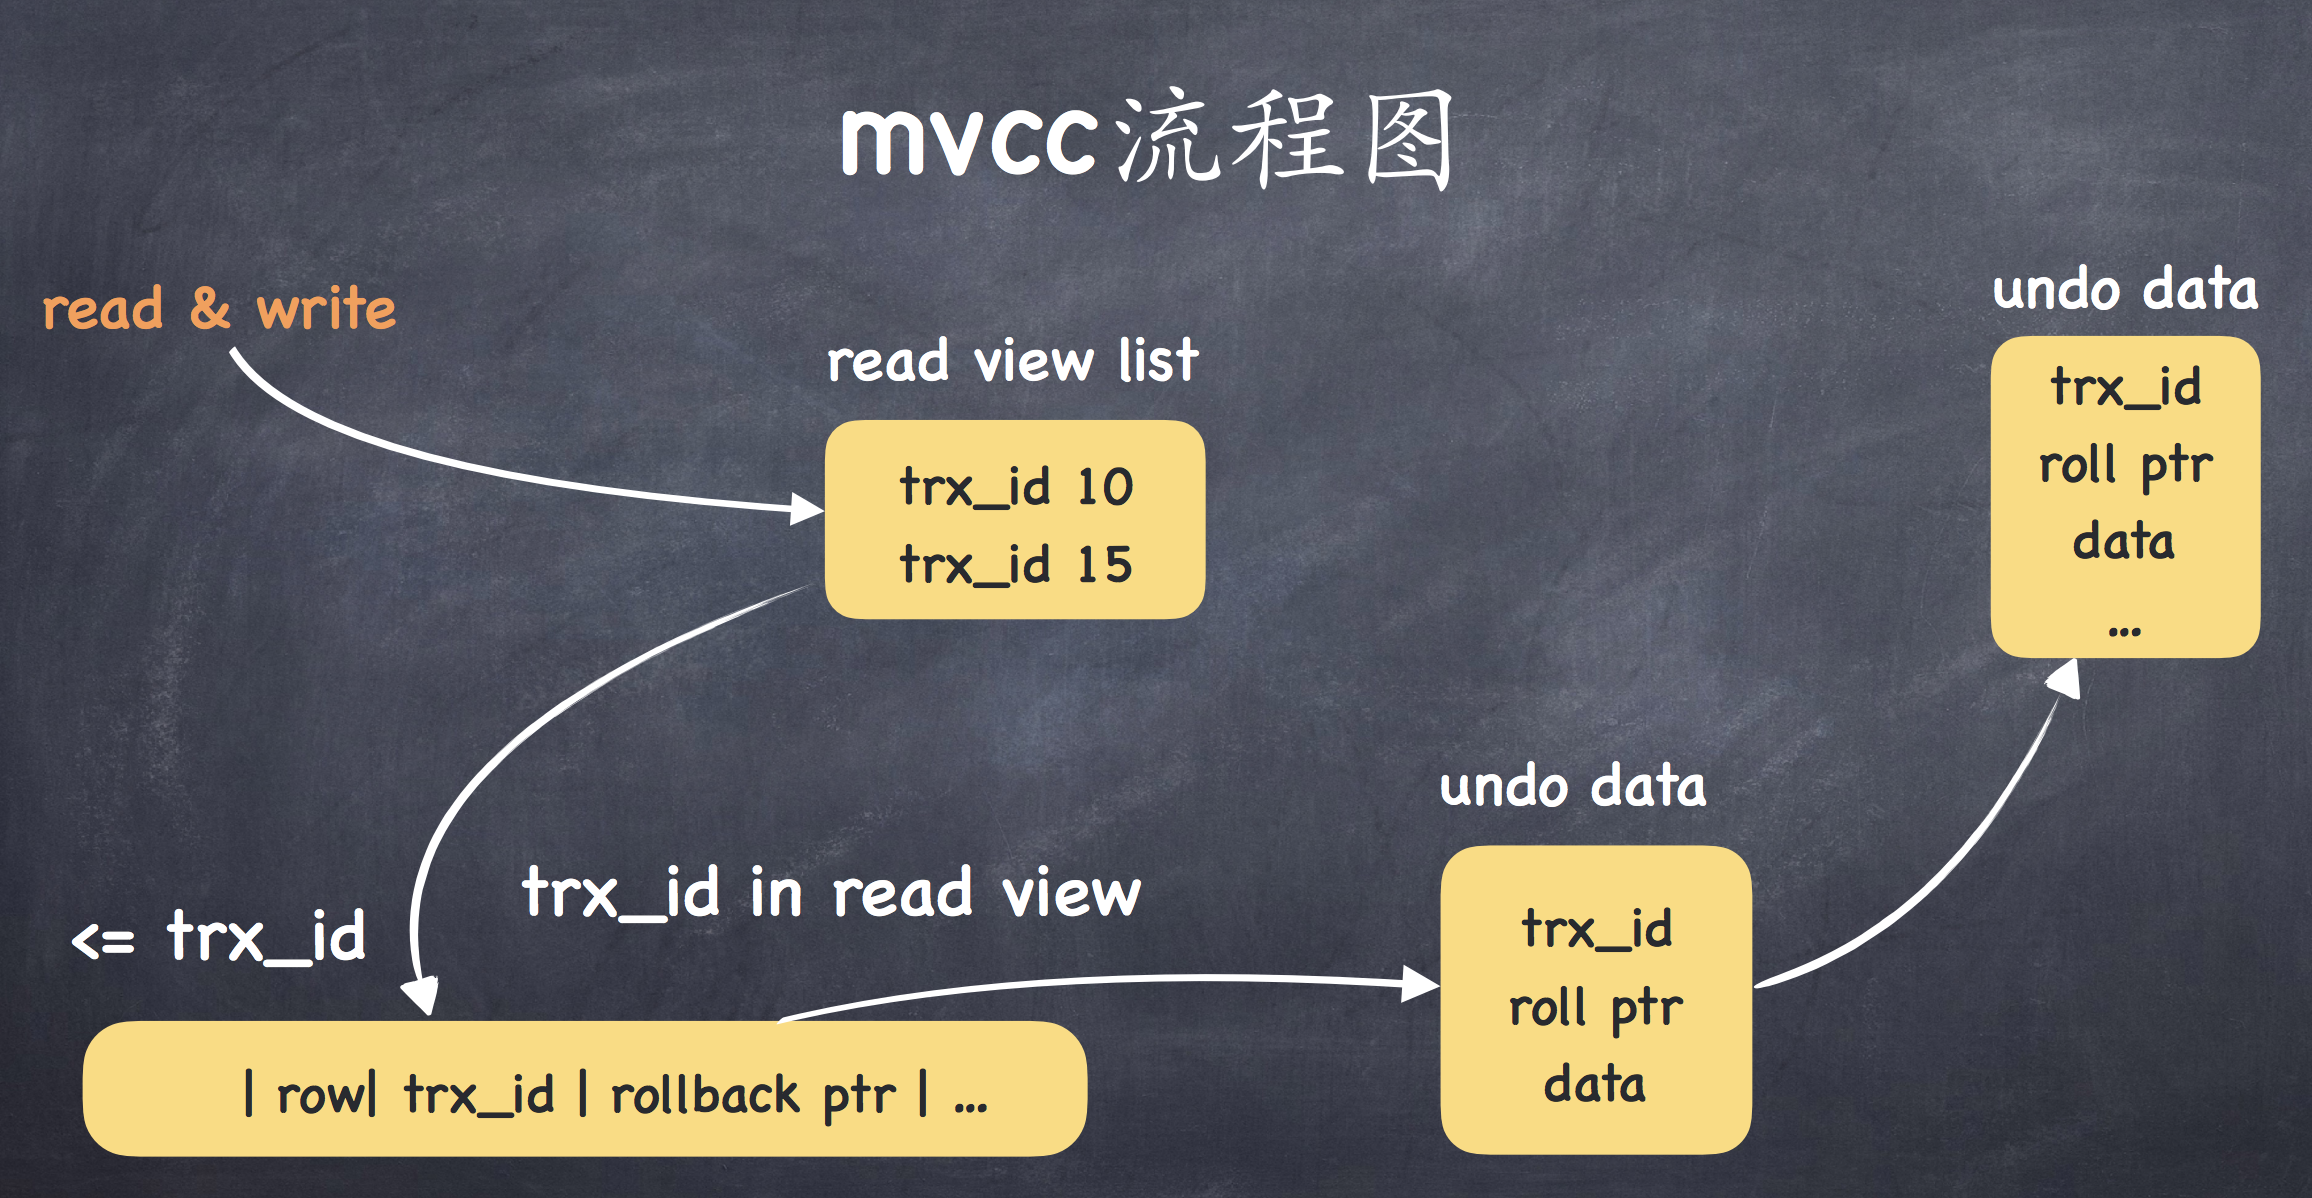 mvcc流程图
read & write
read view list
trx_id 10
trx_id 15
undo data
trx_id
roll ptr
data
...
<= trx_id
trx_id in read view
| row| trx_id | rollback ptr | ...
undo data
trx_id
roll ptr
data